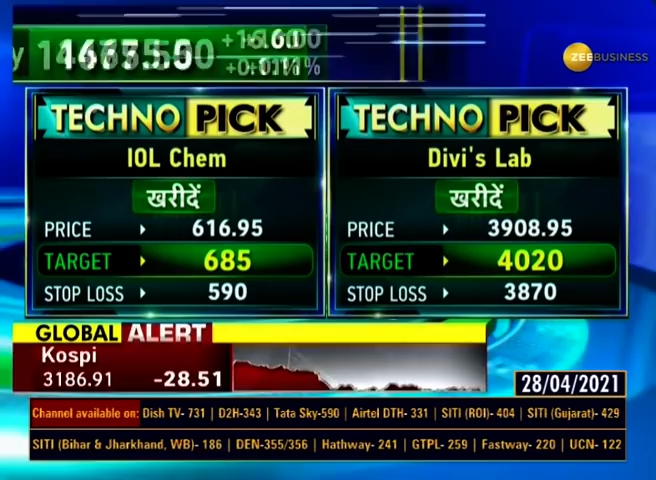 ZEEBUSINESS
TECHNO PICK
IOL Chem
खरीदें
PRICE 616.95
TARGET 685
STOP LOSS 590
TECHNO PICK
Divi's Lab
खरीदें
PRICE 3908.95
TARGET 4020
STOP LOSS 3870
GLOBAL ALERT
Kospi
3186.91 -28.51
28/04/2021
Channel available on: Dish TV- 731 | D2H-343 | Tata Sky-590 | Airtel DTH- 331 | SITI (ROI)- 404 | SITI (Gujarat)- 429
SITI (Bihar & Jharkhand, WB)- 186 | DEN-355/356 | Hathway- 241 | GTPL- 259 | Fastway- 220 | UCN- 122